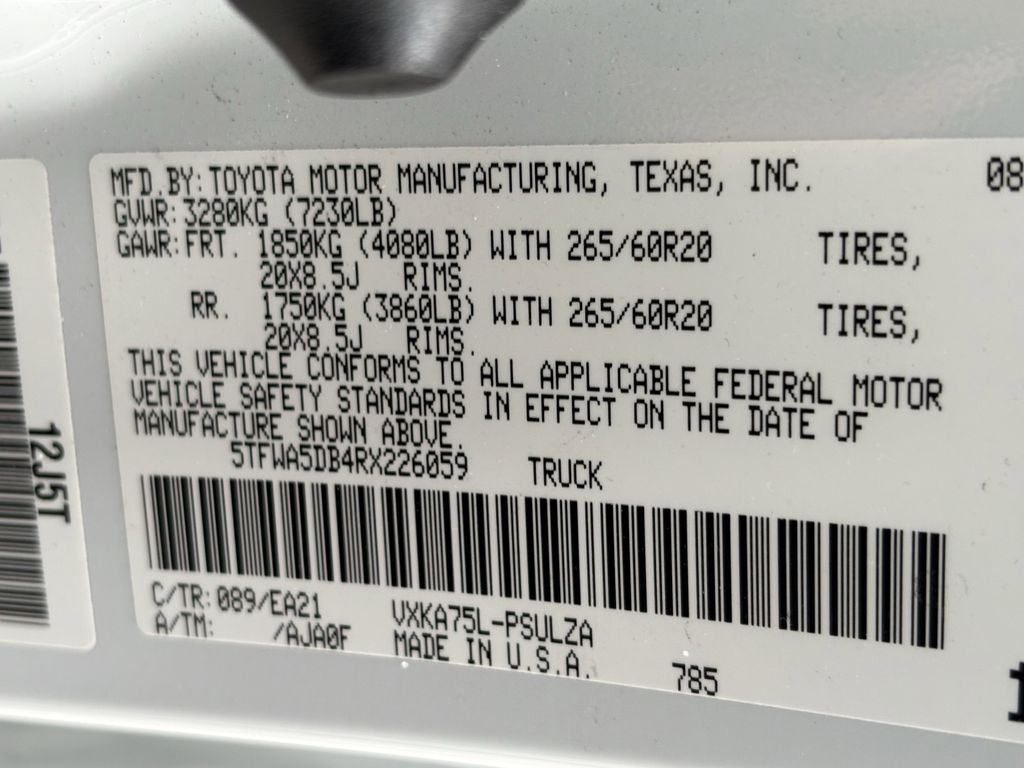 MFD.BY:TOYOTA MOTOR MANUFACTURING, TEXAS, INC. 08
GVWR:3280KG (7230LB)
GAWR:FRT. 1850KG (4080LB) WITH 265/60R20 TIRES,
20X8.5J RIMS.
RR. 1750KG (3860LB) WITH 265/60R20 TIRES,
20X8.5J RIMS.
THIS VEHICLE CONFORMS TO ALL APPLICABLE FEDERAL MOTOR
VEHICLE SAFETY STANDARDS IN EFFECT ON THE DATE OF
MANUFACTURE SHOWN ABOVE.
5TFWA5DB4RX226059 TRUCK
C/TR:089/EA21 VXKA75L-PSULZA
A/TM: /AJA0F MADE IN U.S.A.
785
12J5T